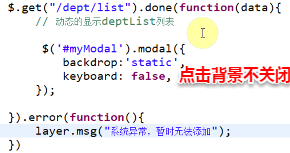 $.get("/dept/list").done(function(data){
// 动态的显示deptList列表
$('#myModal').modal({
backdrop:'static',
keyboard: false, 点击背景不关闭
});
}).error(function(){
layer.msg("系统异常，暂时无法添加");
})